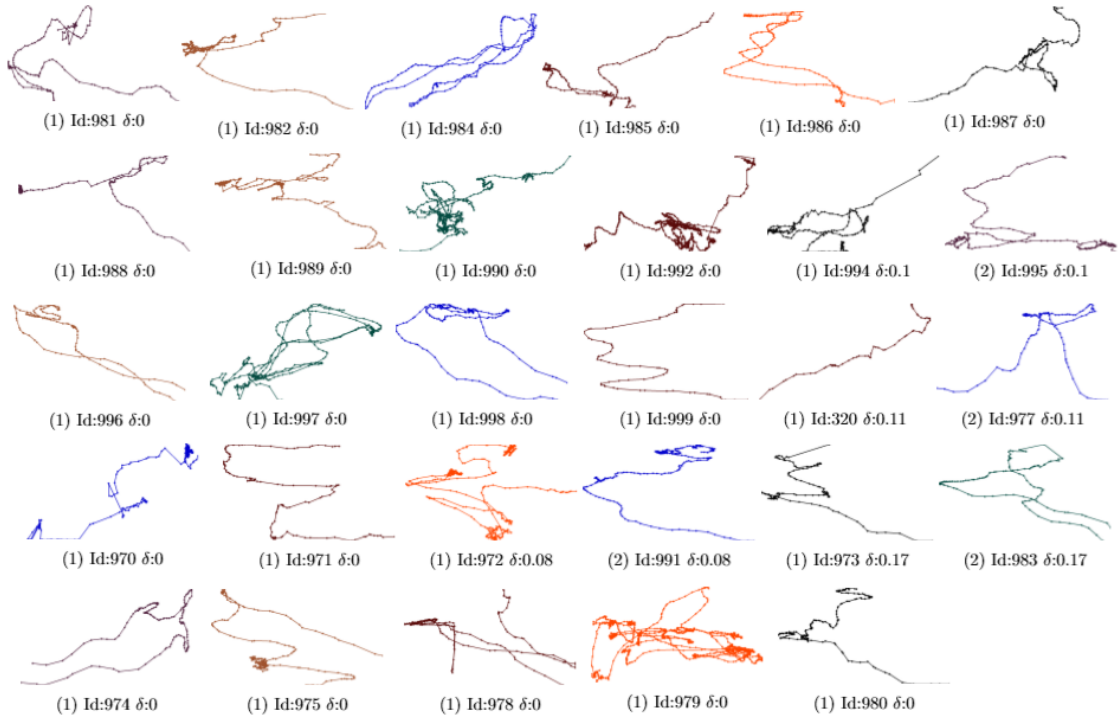 (1) Id:981 δ:0 (1) Id:982 δ:0 (1) Id:984 δ:0 (1) Id:985 δ:0 (1) Id:986 δ:0 (1) Id:987 δ:0
(1) Id:988 δ:0 (1) Id:989 δ:0 (1) Id:990 δ:0 (1) Id:992 δ:0 (1) Id:994 δ:0.1 (2) Id:995 δ:0.1
(1) Id:996 δ:0 (1) Id:997 δ:0 (1) Id:998 δ:0 (1) Id:999 δ:0 (1) Id:320 δ:0.11 (2) Id:977 δ:0.11
(1) Id:970 δ:0 (1) Id:971 δ:0 (1) Id:972 δ:0.08 (2) Id:991 δ:0.08 (1) Id:973 δ:0.17 (2) Id:983 δ:0.17
(1) Id:974 δ:0 (1) Id:975 δ:0 (1) Id:978 δ:0 (1) Id:979 δ:0 (1) Id:980 δ:0